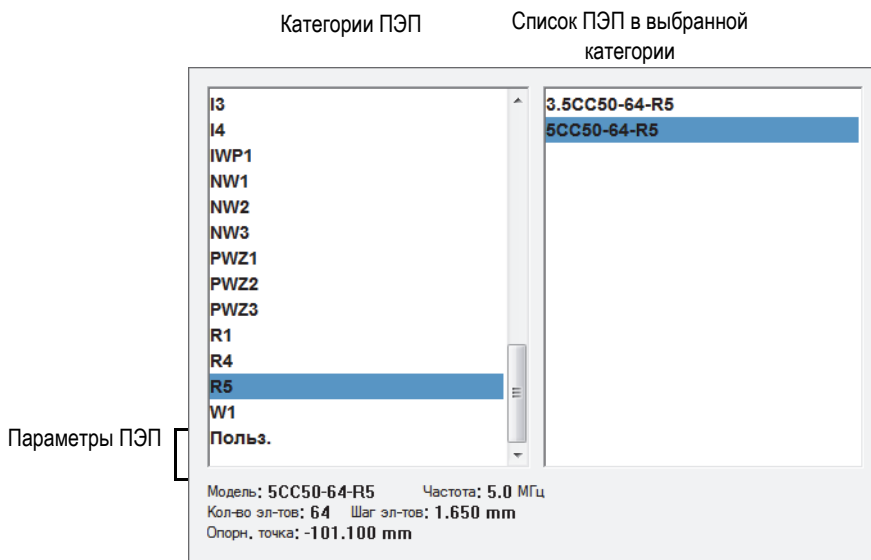 Категории ПЭП
Список ПЭП в выбранной
категории
I3
I4
IWP1
NW1
NW2
NW3
PWZ1
PWZ2
PWZ3
R1
R4
R5
W1
Польз.
3.5CC50-64-R5
5CC50-64-R5
Параметры ПЭП
Модель: 5CC50-64-R5 Частота: 5.0 МГц
Кол-во эл-тов: 64 Шаг эл-тов: 1.650 mm
Опорн. точка: -101.100 mm